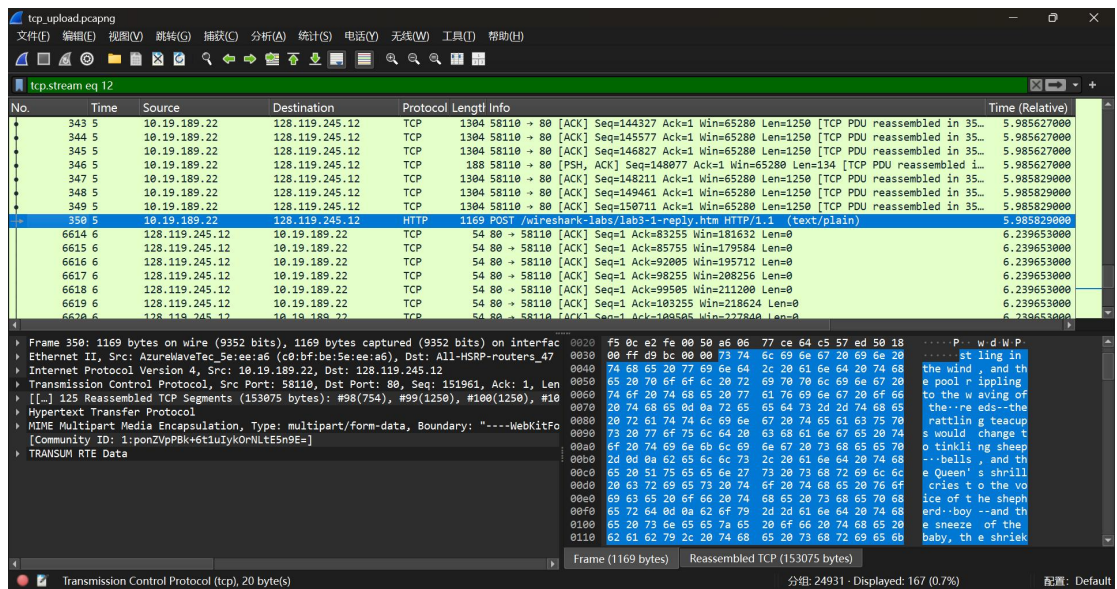 tcp_upload.pcapng
文件(F) 编辑(E) 视图(V) 跳转(G) 捕获(C) 分析(A) 统计(S) 电话(Y) 无线(W) 工具(T) 帮助(H)
tcp.stream eq 12
No. Time Source Destination Protocol Length Info Time (Relative)
343 5 10.19.189.22 128.119.245.12 TCP 1304 58110 → 80 [ACK] Seq=144327 Ack=1 Win=65280 Len=1250 [TCP PDU reassembled in 35… 5.985627000
344 5 10.19.189.22 128.119.245.12 TCP 1304 58110 → 80 [ACK] Seq=145577 Ack=1 Win=65280 Len=1250 [TCP PDU reassembled in 35… 5.985627000
345 5 10.19.189.22 128.119.245.12 TCP 1304 58110 → 80 [ACK] Seq=146827 Ack=1 Win=65280 Len=1250 [TCP PDU reassembled in 35… 5.985627000
346 5 10.19.189.22 128.119.245.12 TCP 188 58110 → 80 [PSH, ACK] Seq=148077 Ack=1 Win=65280 Len=134 [TCP PDU reassembled i… 5.985627000
347 5 10.19.189.22 128.119.245.12 TCP 1304 58110 → 80 [ACK] Seq=148211 Ack=1 Win=65280 Len=1250 [TCP PDU reassembled in 35… 5.985829000
348 5 10.19.189.22 128.119.245.12 TCP 1304 58110 → 80 [ACK] Seq=149461 Ack=1 Win=65280 Len=1250 [TCP PDU reassembled in 35… 5.985829000
349 5 10.19.189.22 128.119.245.12 TCP 1304 58110 → 80 [ACK] Seq=150711 Ack=1 Win=65280 Len=1250 [TCP PDU reassembled in 35… 5.985829000
350 5 10.19.189.22 128.119.245.12 HTTP 1169 POST /wireshark-labs/lab3-1-reply.htm HTTP/1.1 (text/plain) 5.985829000
6614 6 128.119.245.12 10.19.189.22 TCP 54 80 → 58110 [ACK] Seq=1 Ack=83255 Win=181632 Len=0 6.239653000
6615 6 128.119.245.12 10.19.189.22 TCP 54 80 → 58110 [ACK] Seq=1 Ack=85755 Win=179584 Len=0 6.239653000
6616 6 128.119.245.12 10.19.189.22 TCP 54 80 → 58110 [ACK] Seq=1 Ack=92005 Win=195712 Len=0 6.239653000
6617 6 128.119.245.12 10.19.189.22 TCP 54 80 → 58110 [ACK] Seq=1 Ack=98255 Win=208256 Len=0 6.239653000
6618 6 128.119.245.12 10.19.189.22 TCP 54 80 → 58110 [ACK] Seq=1 Ack=99505 Win=211200 Len=0 6.239653000
6619 6 128.119.245.12 10.19.189.22 TCP 54 80 → 58110 [ACK] Seq=1 Ack=103255 Win=218624 Len=0 6.239653000
6620 6 128.119.245.12 10.19.189.22 TCP 54 80 → 58110 [ACK] Seq=1 Ack=109505 Win=227840 Len=0 6.239653000
Frame 350: 1169 bytes on wire (9352 bits), 1169 bytes captured (9352 bits) on interfac
Ethernet II, Src: AzureWaveTec_5e:ee:a6 (c0:bf:be:5e:ee:a6), Dst: All-HSRP-routers_47
Internet Protocol Version 4, Src: 10.19.189.22, Dst: 128.119.245.12
Transmission Control Protocol, Src Port: 58110, Dst Port: 80, Seq: 151961, Ack: 1, Len
[[…] 125 Reassembled TCP Segments (153075 bytes): #98(754), #99(1250), #100(1250), #10
Hypertext Transfer Protocol
MIME Multipart Media Encapsulation, Type: multipart/form-data, Boundary: "----WebKitFo
[Community ID: 1:ponZVpPBk+6t1uIykOrNLtE5n9E=]
TRANSUM RTE Data
0020 f5 0c e2 fe 00 50 a6 06 77 ce 64 c5 57 ed 50 18 ·····P·· w·d·W·P·
0030 00 ff d9 bc 00 00 73 74 6c 69 6e 67 20 69 6e 20 ······st ling in
0040 74 68 65 20 77 69 6e 64 2c 20 61 6e 64 20 74 68 the wind , and th
0050 65 20 70 6f 6f 6c 20 72 69 70 70 6c 69 6e 67 20 e pool r ippling
0060 74 6f 20 74 68 65 20 77 61 76 69 6e 67 20 6f 66 to the w aving of
0070 20 74 68 65 0d 0a 72 65 65 64 73 2d 2d 74 68 65 the··re eds--the
0080 20 72 61 74 74 6c 69 6e 67 20 74 65 61 63 75 70 rattlin g teacup
0090 73 20 77 6f 75 6c 64 20 63 68 61 6e 67 65 20 74 s would change t
00a0 6f 20 74 69 6e 6b 6c 69 6e 67 20 73 68 65 65 70 o tinkli ng sheep
00b0 2d 0d 0a 62 65 6c 6c 73 2c 20 61 6e 64 20 74 68 -··bells , and th
00c0 65 20 51 75 65 65 6e 27 73 20 73 68 72 69 6c 6c e Queen' s shrill
00d0 20 63 72 69 65 73 20 74 6f 20 74 68 65 20 76 6f cries t o the vo
00e0 69 63 65 20 6f 66 20 74 68 65 20 73 68 65 70 68 ice of t he sheph
00f0 65 72 64 0d 0a 62 6f 79 2d 2d 61 6e 64 20 74 68 erd··boy --and th
0100 65 20 73 6e 65 65 7a 65 20 6f 66 20 74 68 65 20 e sneeze of the
0110 62 61 62 79 2c 20 74 68 65 20 73 68 72 69 65 6b baby, th e shriek
Frame (1169 bytes) Reassembled TCP (153075 bytes)
Transmission Control Protocol (tcp), 20 byte(s) 分组: 24931 · Displayed: 167 (0.7%) 配置: Default